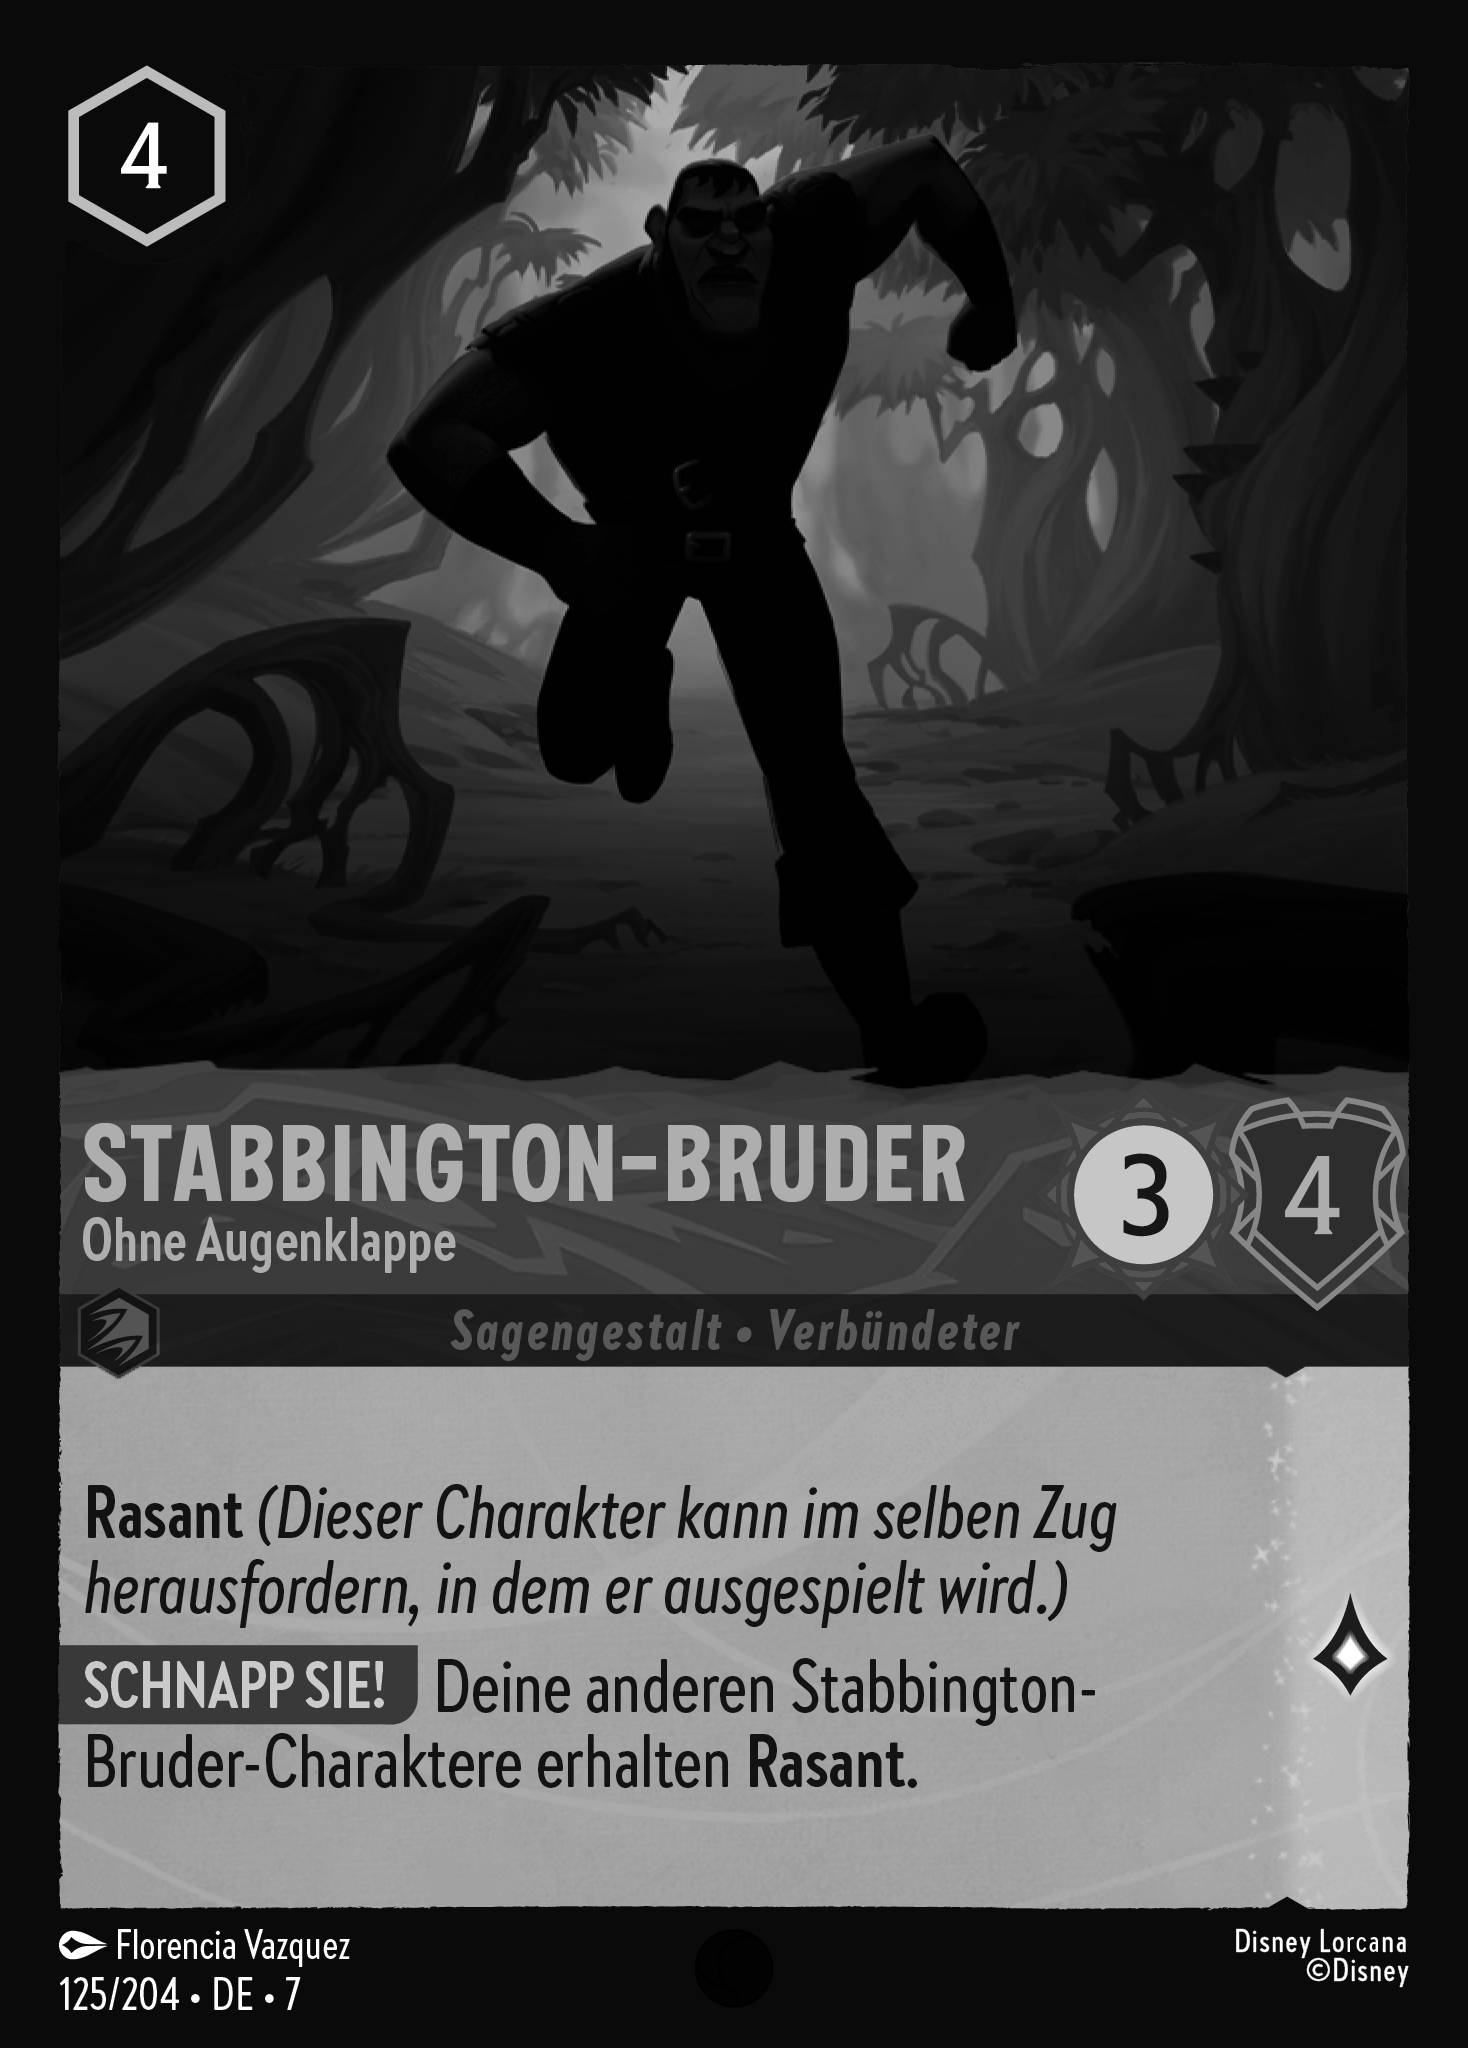 4
STABBINGTON-BRUDER
Ohne Augenklappe
3
4
Sagengestalt • Verbündeter
Rasant (Dieser Charakter kann im selben Zug
herausfordern, in dem er ausgespielt wird.)
SCHNAPP SIE! Deine anderen Stabbington-
Bruder-Charaktere erhalten Rasant.
Florencia Vazquez
125/204 • DE • 7
Disney Lorcana
©Disney